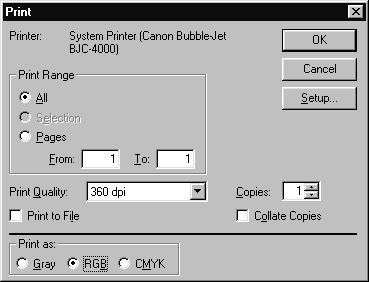 Print
Printer: System Printer (Canon Bubble-Jet
BJC-4000)
OK
Cancel
Setup...
Print Range
All
Selection
Pages
From: 1 To: 1
Print Quality: 360 dpi
Copies: 1
Print to File
Collate Copies
Print as:
Gray RGB CMYK